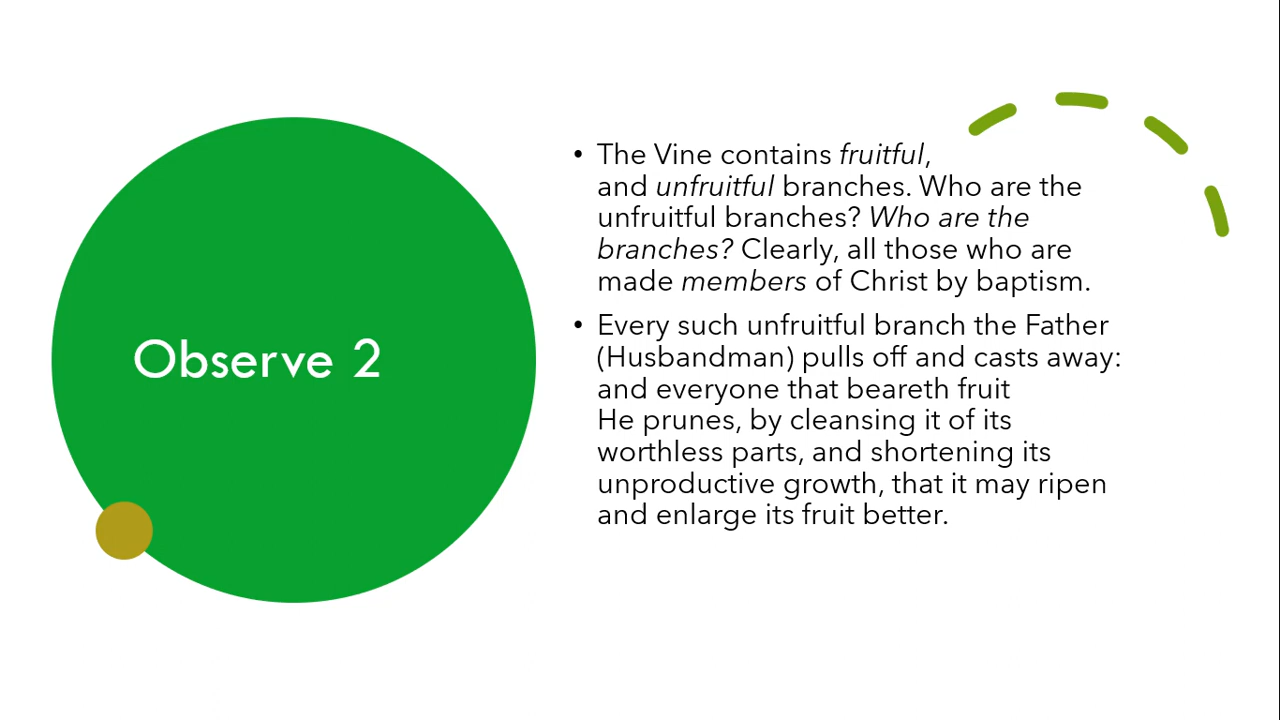 Observe 2
• The Vine contains fruitful,
and unfruitful branches. Who are the
unfruitful branches? Who are the
branches? Clearly, all those who are
made members of Christ by baptism.
• Every such unfruitful branch the Father
(Husbandman) pulls off and casts away:
and everyone that beareth fruit
He prunes, by cleansing it of its
worthless parts, and shortening its
unproductive growth, that it may ripen
and enlarge its fruit better.